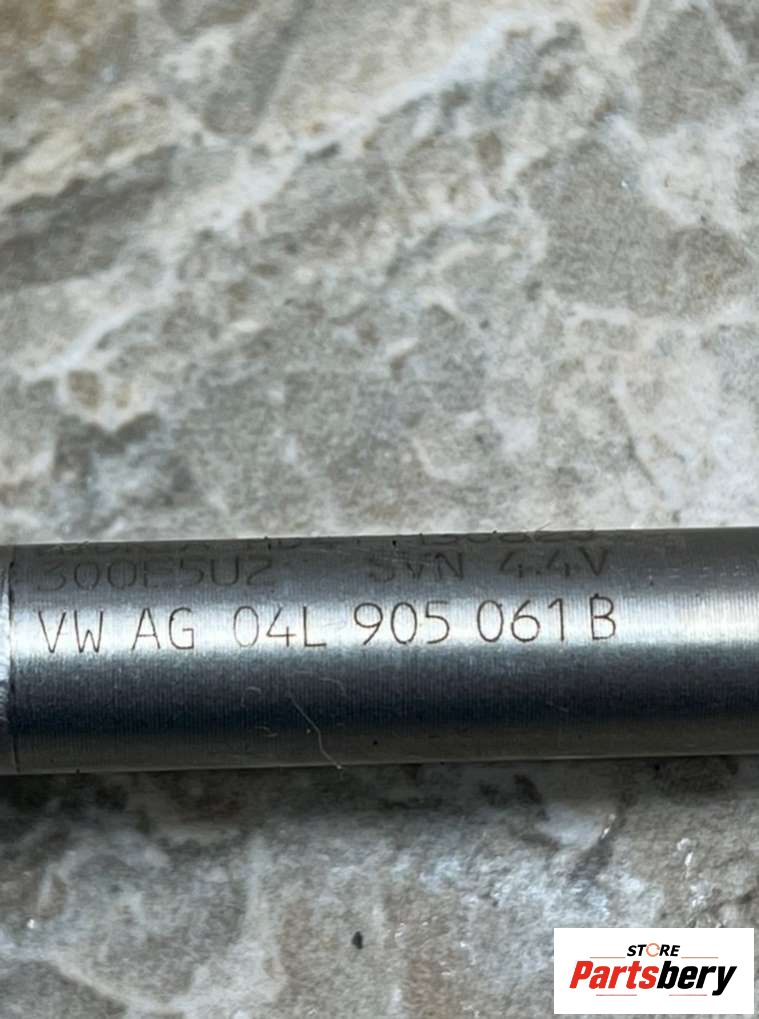 300E5U2 SVN 4.4V
VW AG 04L 905 061 B
STORE
Partsbery